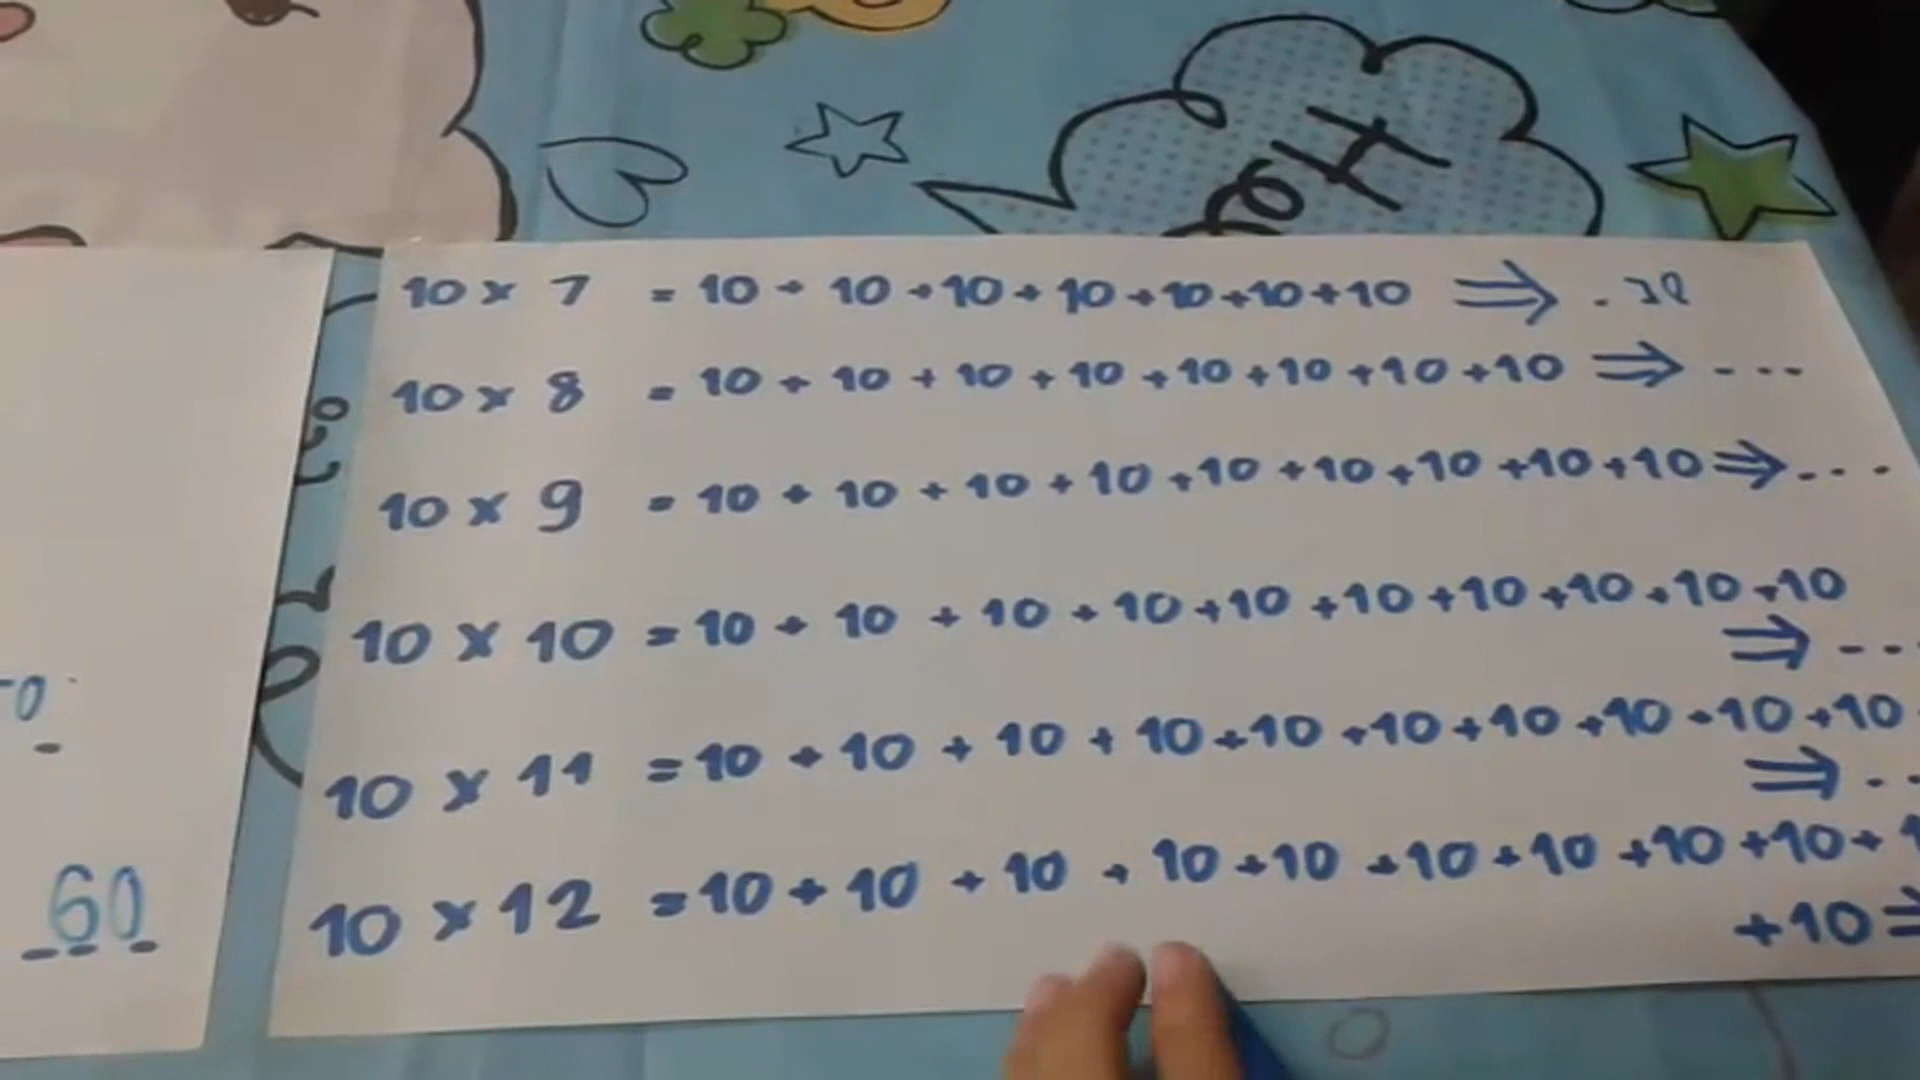 Ho
10 × 7 = 10 + 10 + 10 + 10 + 10 + 10 + 10 ⇒
10 × 8 = 10 + 10 + 10 + 10 + 10 + 10 + 10 + 10 ⇒ ...
10 × 9 = 10 + 10 + 10 + 10 + 10 + 10 + 10 + 10 + 10 ⇒ ...
10 × 10 = 10 + 10 + 10 + 10 + 10 + 10 + 10 + 10 + 10 + 10
⇒ ...
10 × 11 = 10 + 10 + 10 + 10 + 10 + 10 + 10 + 10 + 10 + 10
⇒ ..
10 × 12 = 10 + 10 + 10 + 10 + 10 + 10 + 10 + 10 + 10 + 1
+ 10 ⇒
60